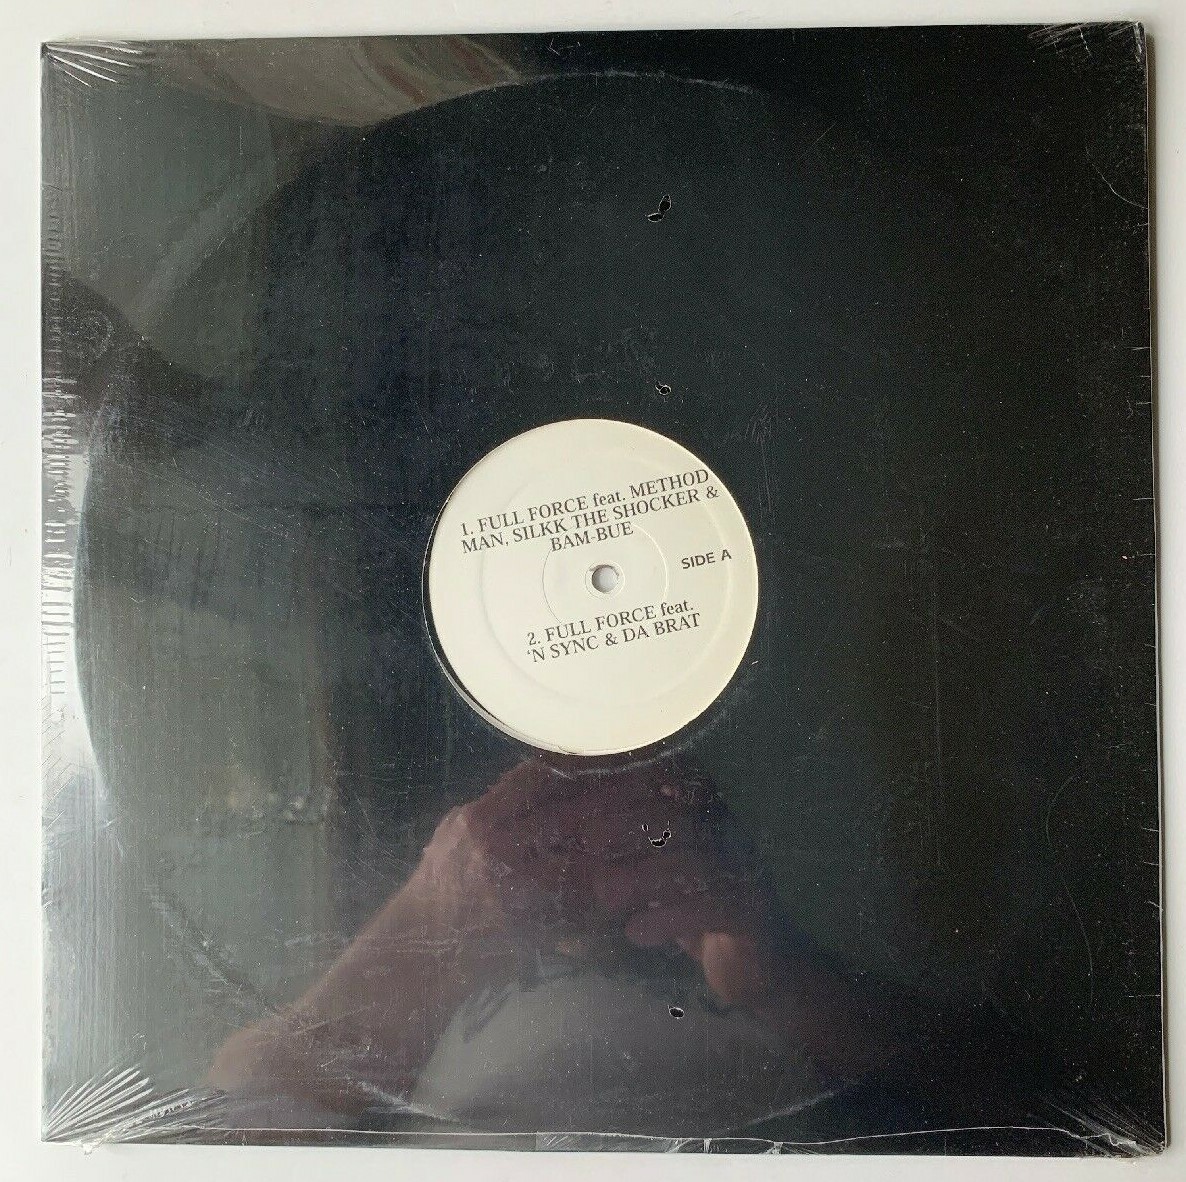 1. FULL FORCE feat. METHOD
MAN, SILKK THE SHOCKER &
BAM-BUE
SIDE A
2. FULL FORCE feat.
'N SYNC & DA BRAT